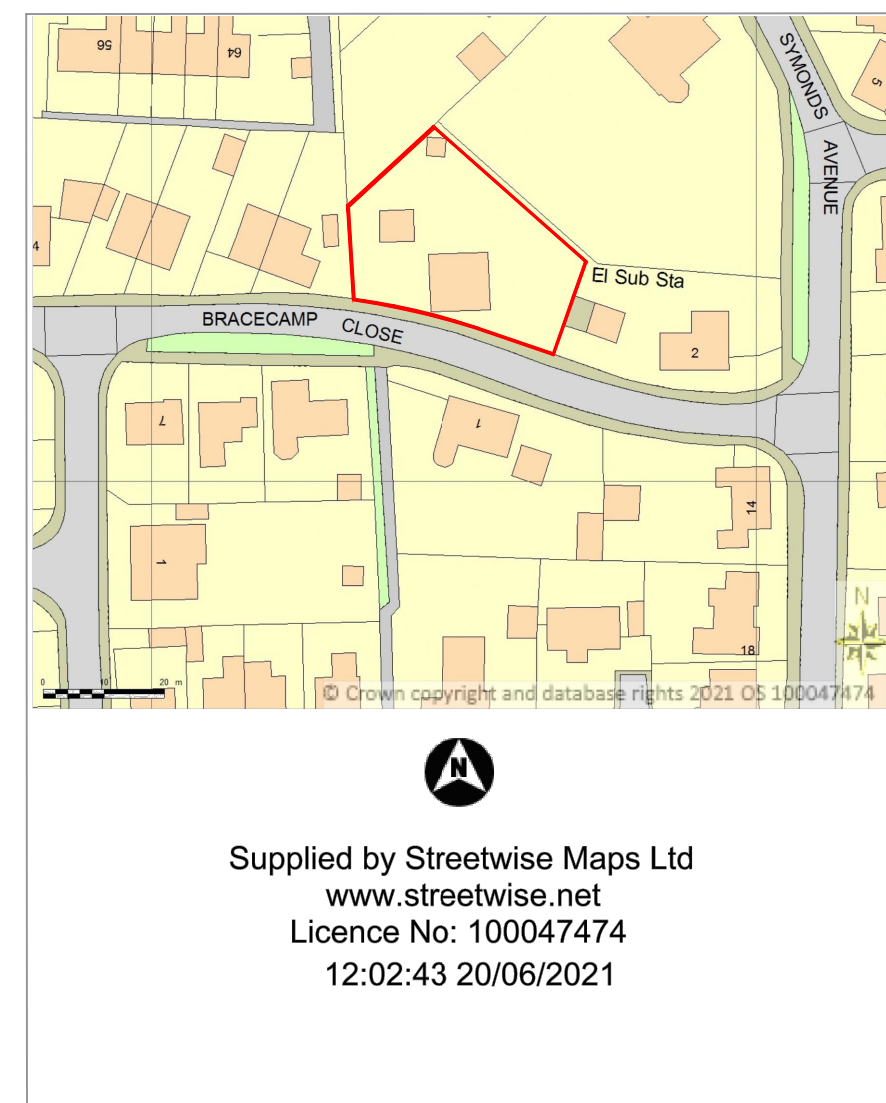 56
64
SYMONDS
5
AVENUE
4
El Sub Sta
BRACECAMP CLOSE
2
7
1
14
1
18
N
0 10 20 m
© Crown copyright and database rights 2021 OS 100047474
N
Supplied by Streetwise Maps Ltd
www.streetwise.net
Licence No: 100047474
12:02:43 20/06/2021